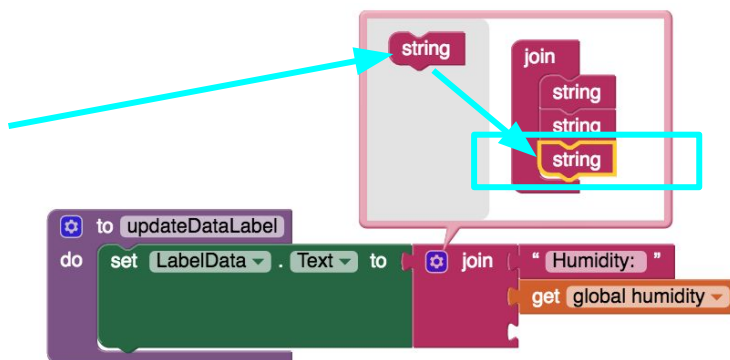 string
join
string
string
string
to updateDataLabel
do set LabelData . Text to join “ Humidity: ”
get global humidity